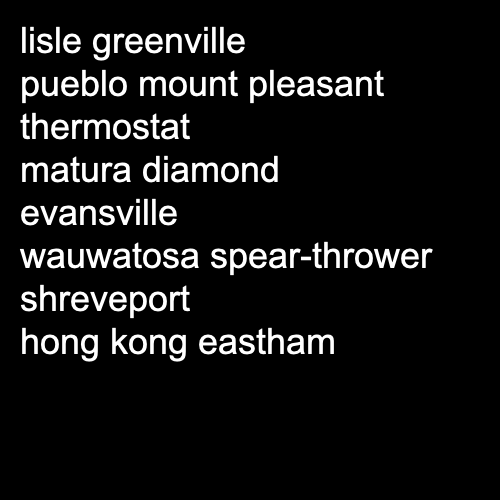 lisle greenville
pueblo mount pleasant
thermostat
matura diamond
evansville
wauwatosa spear-thrower
shreveport
hong kong eastham